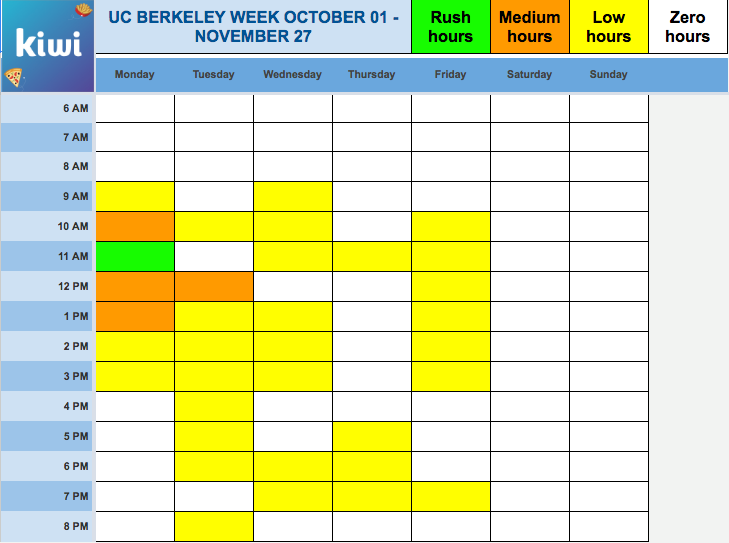 kiwi
UC BERKELEY WEEK OCTOBER 01 -
NOVEMBER 27
Rush
hours
Medium
hours
Low
hours
Zero
hours
Monday Tuesday Wednesday Thursday Friday Saturday Sunday
6 AM
7 AM
8 AM
9 AM
10 AM
11 AM
12 PM
1 PM
2 PM
3 PM
4 PM
5 PM
6 PM
7 PM
8 PM